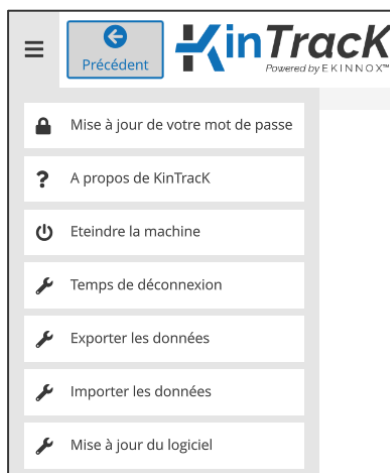 Précédent
KinTracK
Powered by EKINNOX™
Mise à jour de votre mot de passe
A propos de KinTracK
Eteindre la machine
Temps de déconnexion
Exporter les données
Importer les données
Mise à jour du logiciel